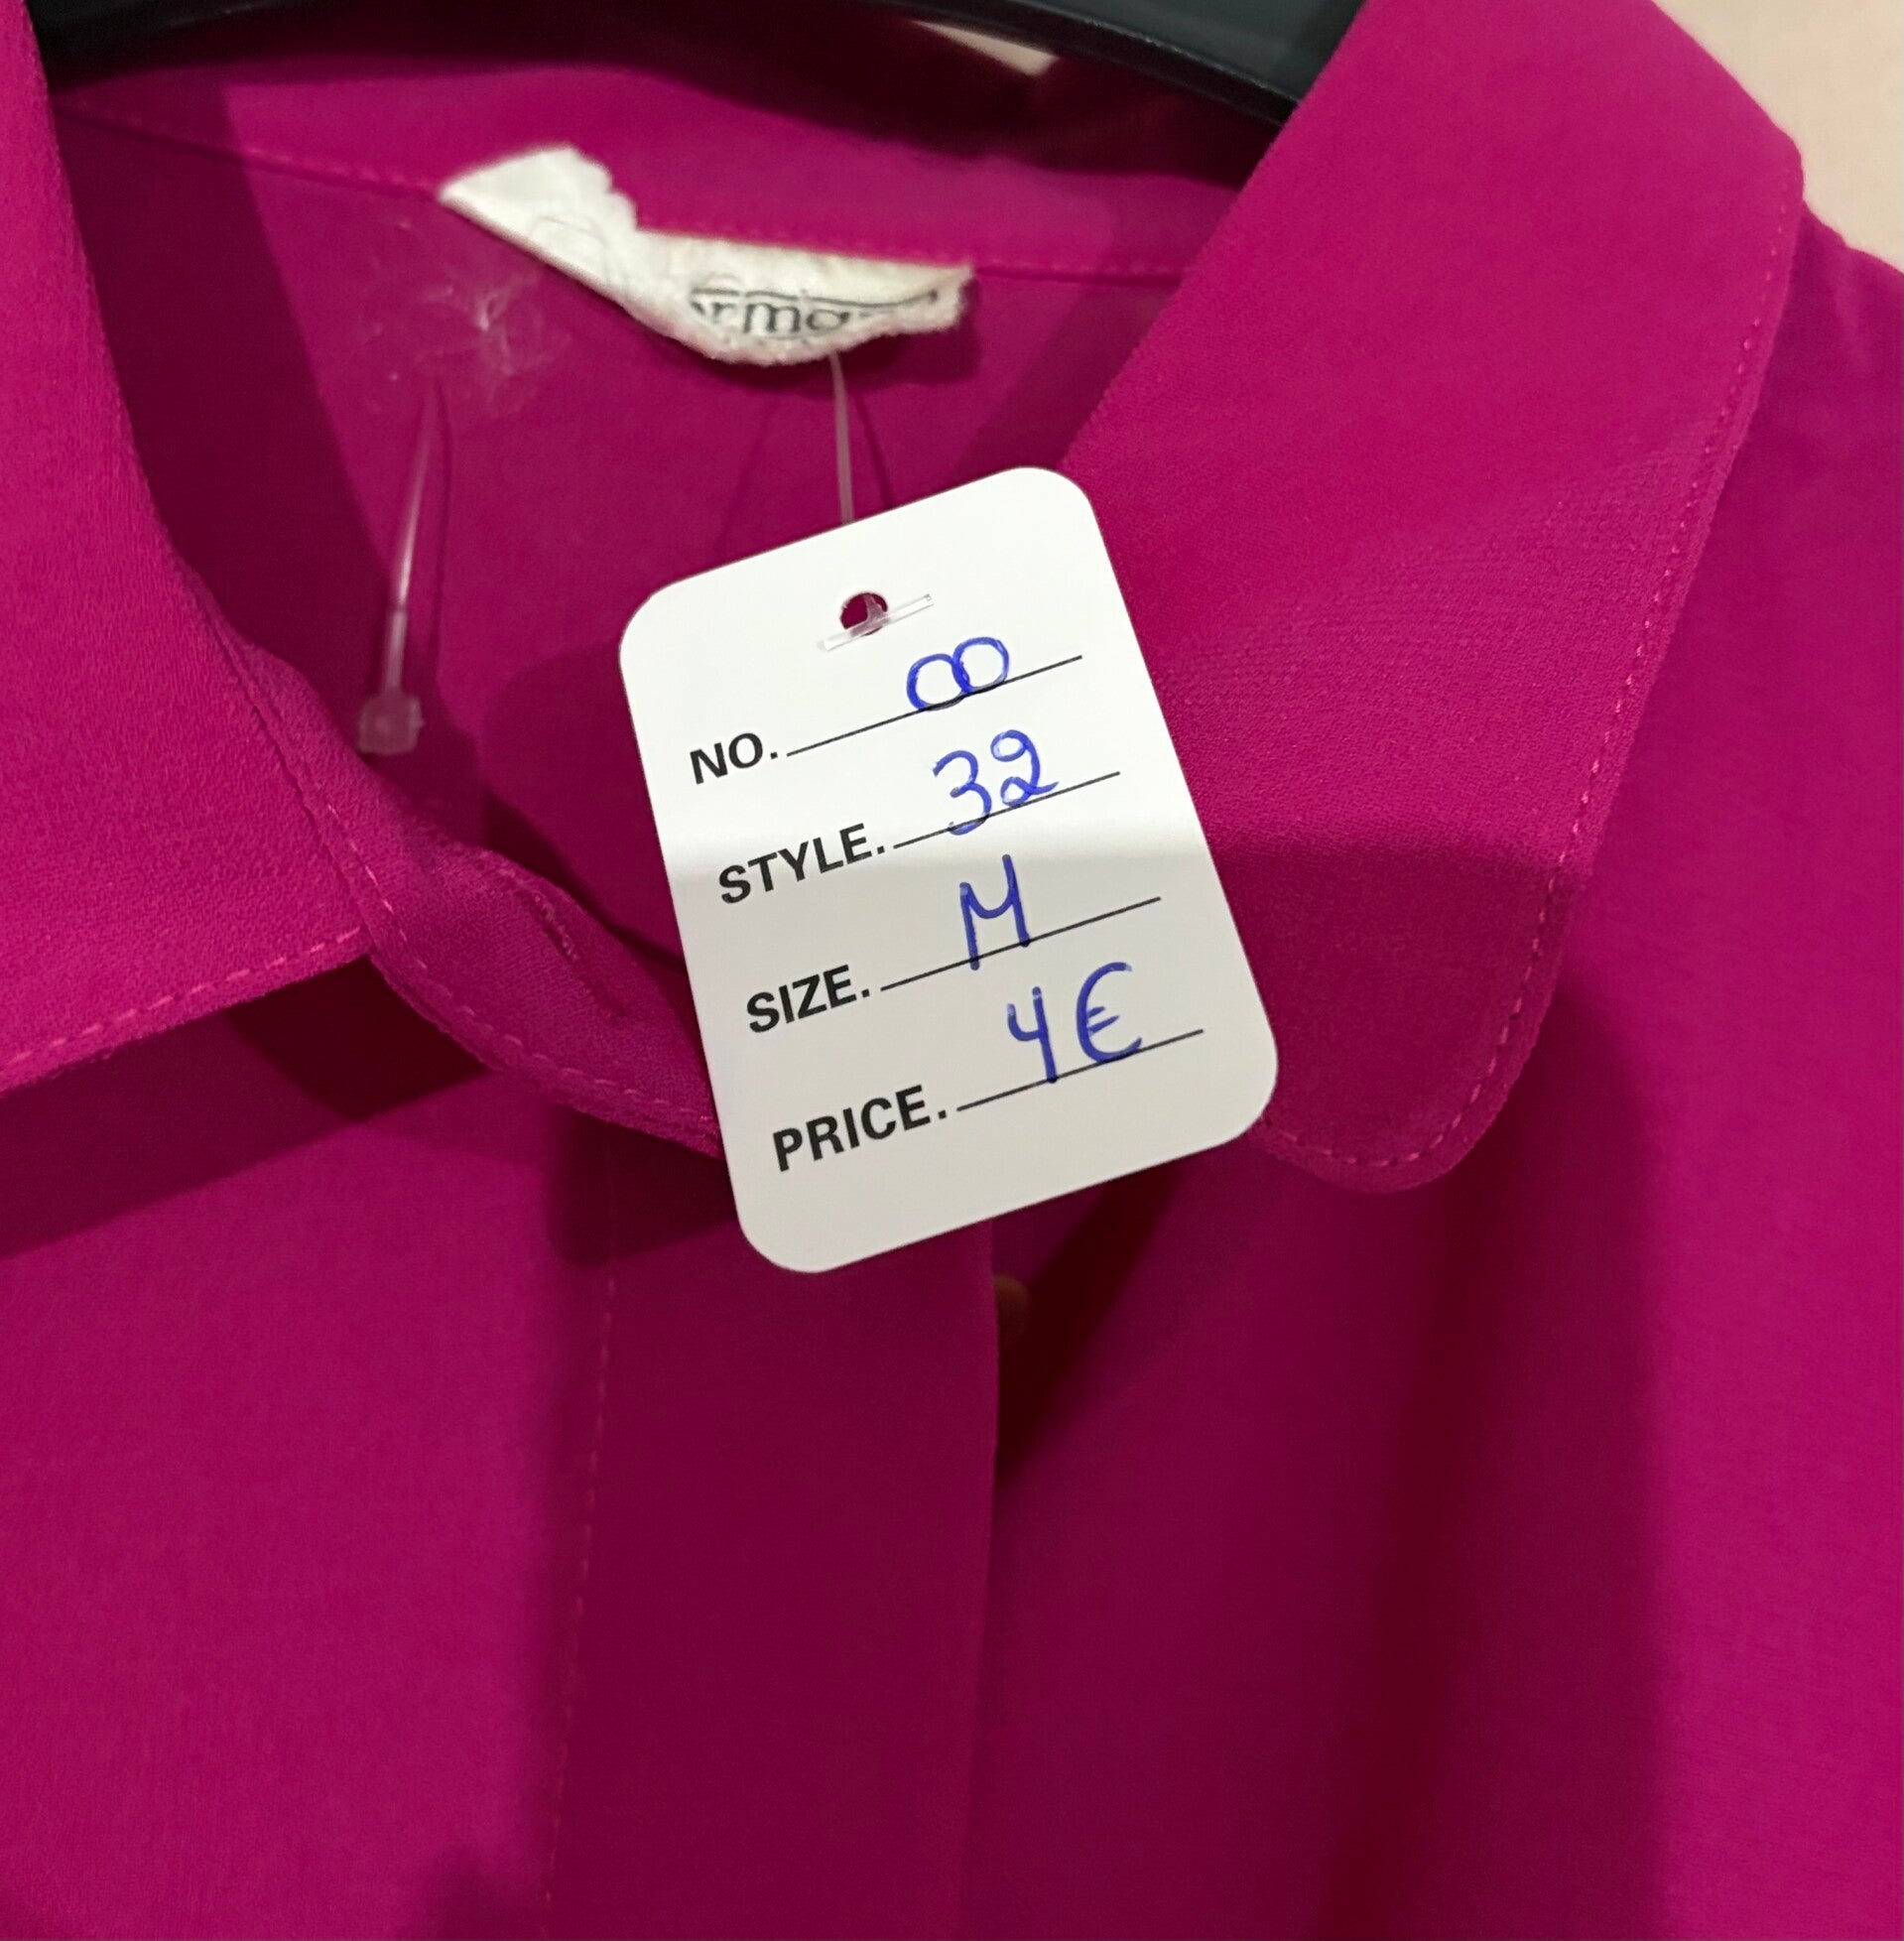 NO. 00
STYLE. 32
SIZE. M
PRICE. 4€